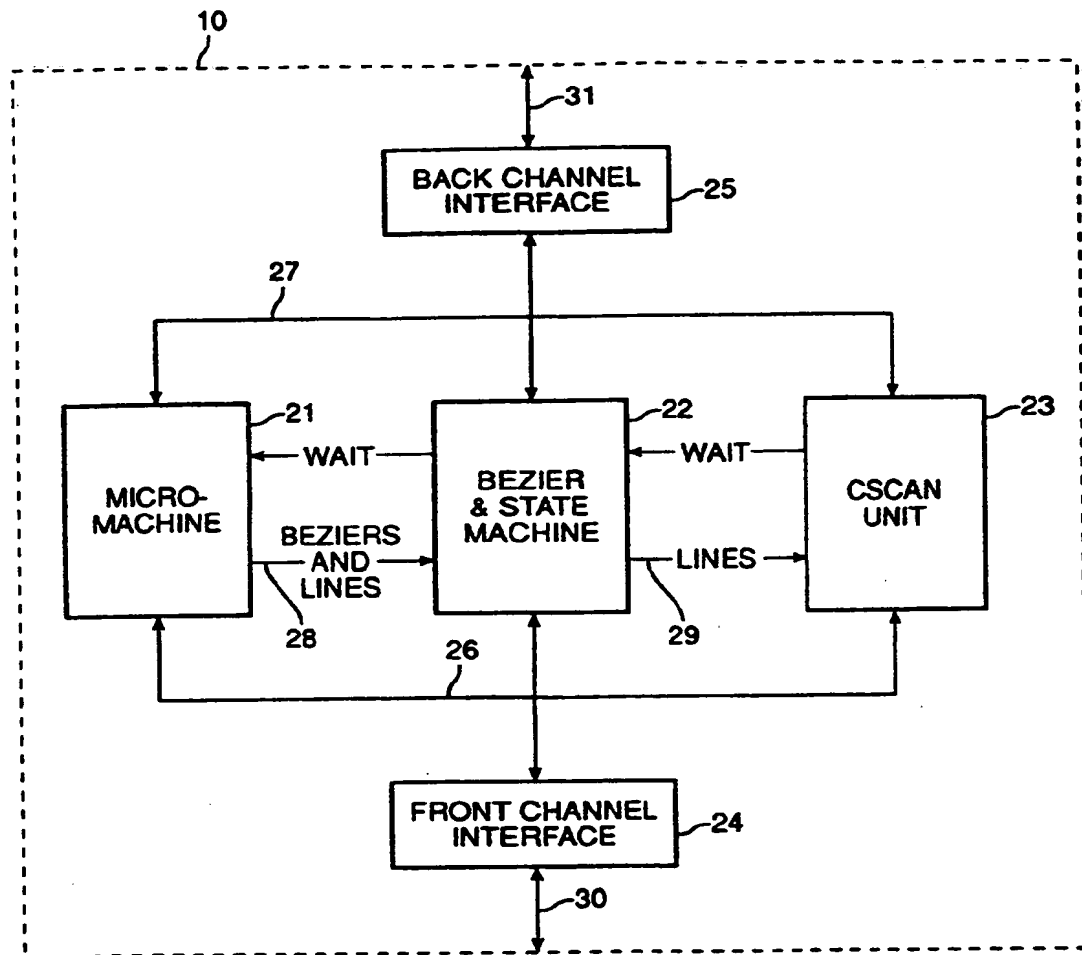 10
31
BACK CHANNEL
INTERFACE
25
27
21
22
23
WAIT
WAIT
MICRO-
MACHINE
BEZIER
& STATE
MACHINE
CSCAN
UNIT
BEZIERS
AND
LINES
LINES
28
29
26
FRONT CHANNEL
INTERFACE
24
30